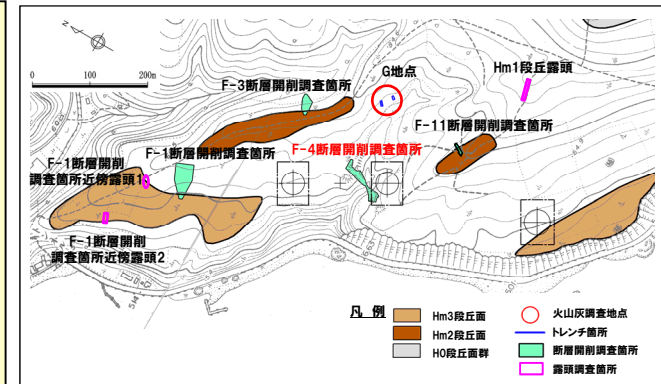 N
0 100 200m
G地点
Hm1段丘露頭
F-3断層開削調査箇所
F-11断層開削調査箇所
F-1断層開削調査箇所
F-4断層開削調査箇所
F-1断層開削
調査箇所近傍露頭1
F-1断層開削
調査箇所近傍露頭2
凡 例
Hm3段丘面
Hm2段丘面
H0段丘面群
火山灰調査地点
トレンチ箇所
断層開削調査箇所
露頭調査箇所